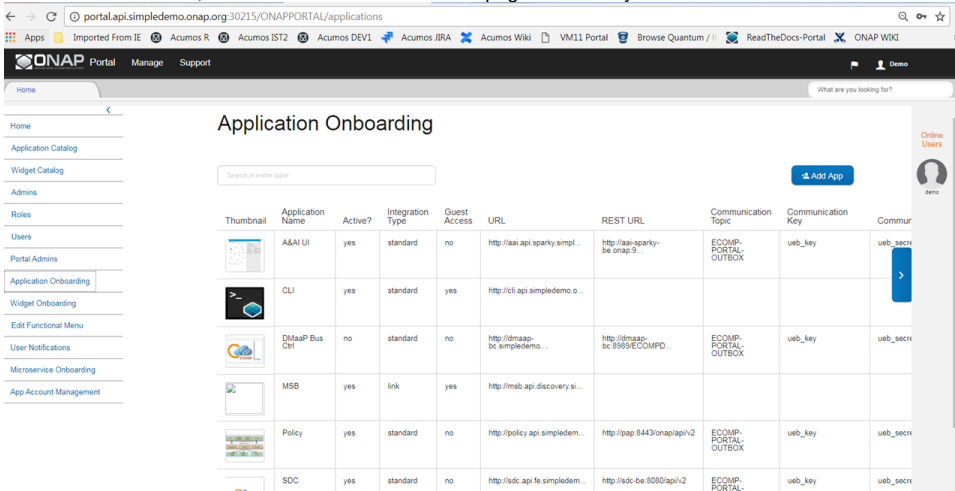 portal.api.simpledemo.onap.org:30215/ONAPPORTAL/applications
Apps Imported From IE Acumos R Acumos IST2 Acumos DEV1 Acumos JIRA Acumos Wiki VM11 Portal Browse Quantum / ReadTheDocs-Portal ONAP WIKI
ONAP Portal Manage Support Demo
Home What are you looking for?
Home
Application Catalog
Widget Catalog
Admins
Roles
Users
Portal Admins
Application Onboarding
Widget Onboarding
Edit Functional Menu
User Notifications
Microservice Onboarding
App Account Management
Application Onboarding
Online
Users
demo
Search in entire table
Add App
Thumbnail Application Name Active? Integration Type Guest Access URL REST URL Communication Topic Communication Key Commun
A&AI UI yes standard no http://aai.api.sparky.simpl... http://aai-sparky-
be.onap:9... ECOMP-
PORTAL-
OUTBOX ueb_key ueb_secre
CLI yes standard yes http://cli.api.simpledemo.o...
DMaaP Bus
Ctrl no standard no http://dmaap-
bc.simpledemo.... http://dmaap-
bc:8989/ECOMPD... ECOMP-
PORTAL-
OUTBOX ueb_key ueb_secre
MSB yes link yes http://msb.api.discovery.si...
Policy yes standard no http://policy.api.simpledem... http://pap:8443/onap/api/v2 ECOMP-
PORTAL-
OUTBOX ueb_key ueb_secre
SDC yes standard no http://sdc.api.fe.simpledem... http://sdc-be:8080/api/v2 ECOMP-
PORTAL- ueb_key ueb_secre